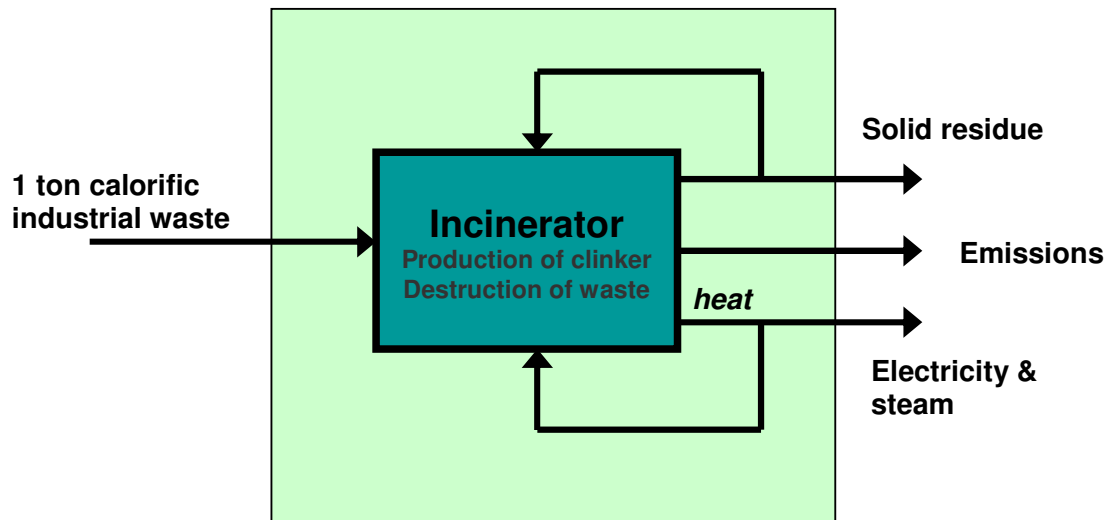 1 ton calorific
industrial waste
Incinerator
Production of clinker
Destruction of waste
heat
Solid residue
Emissions
Electricity &
steam